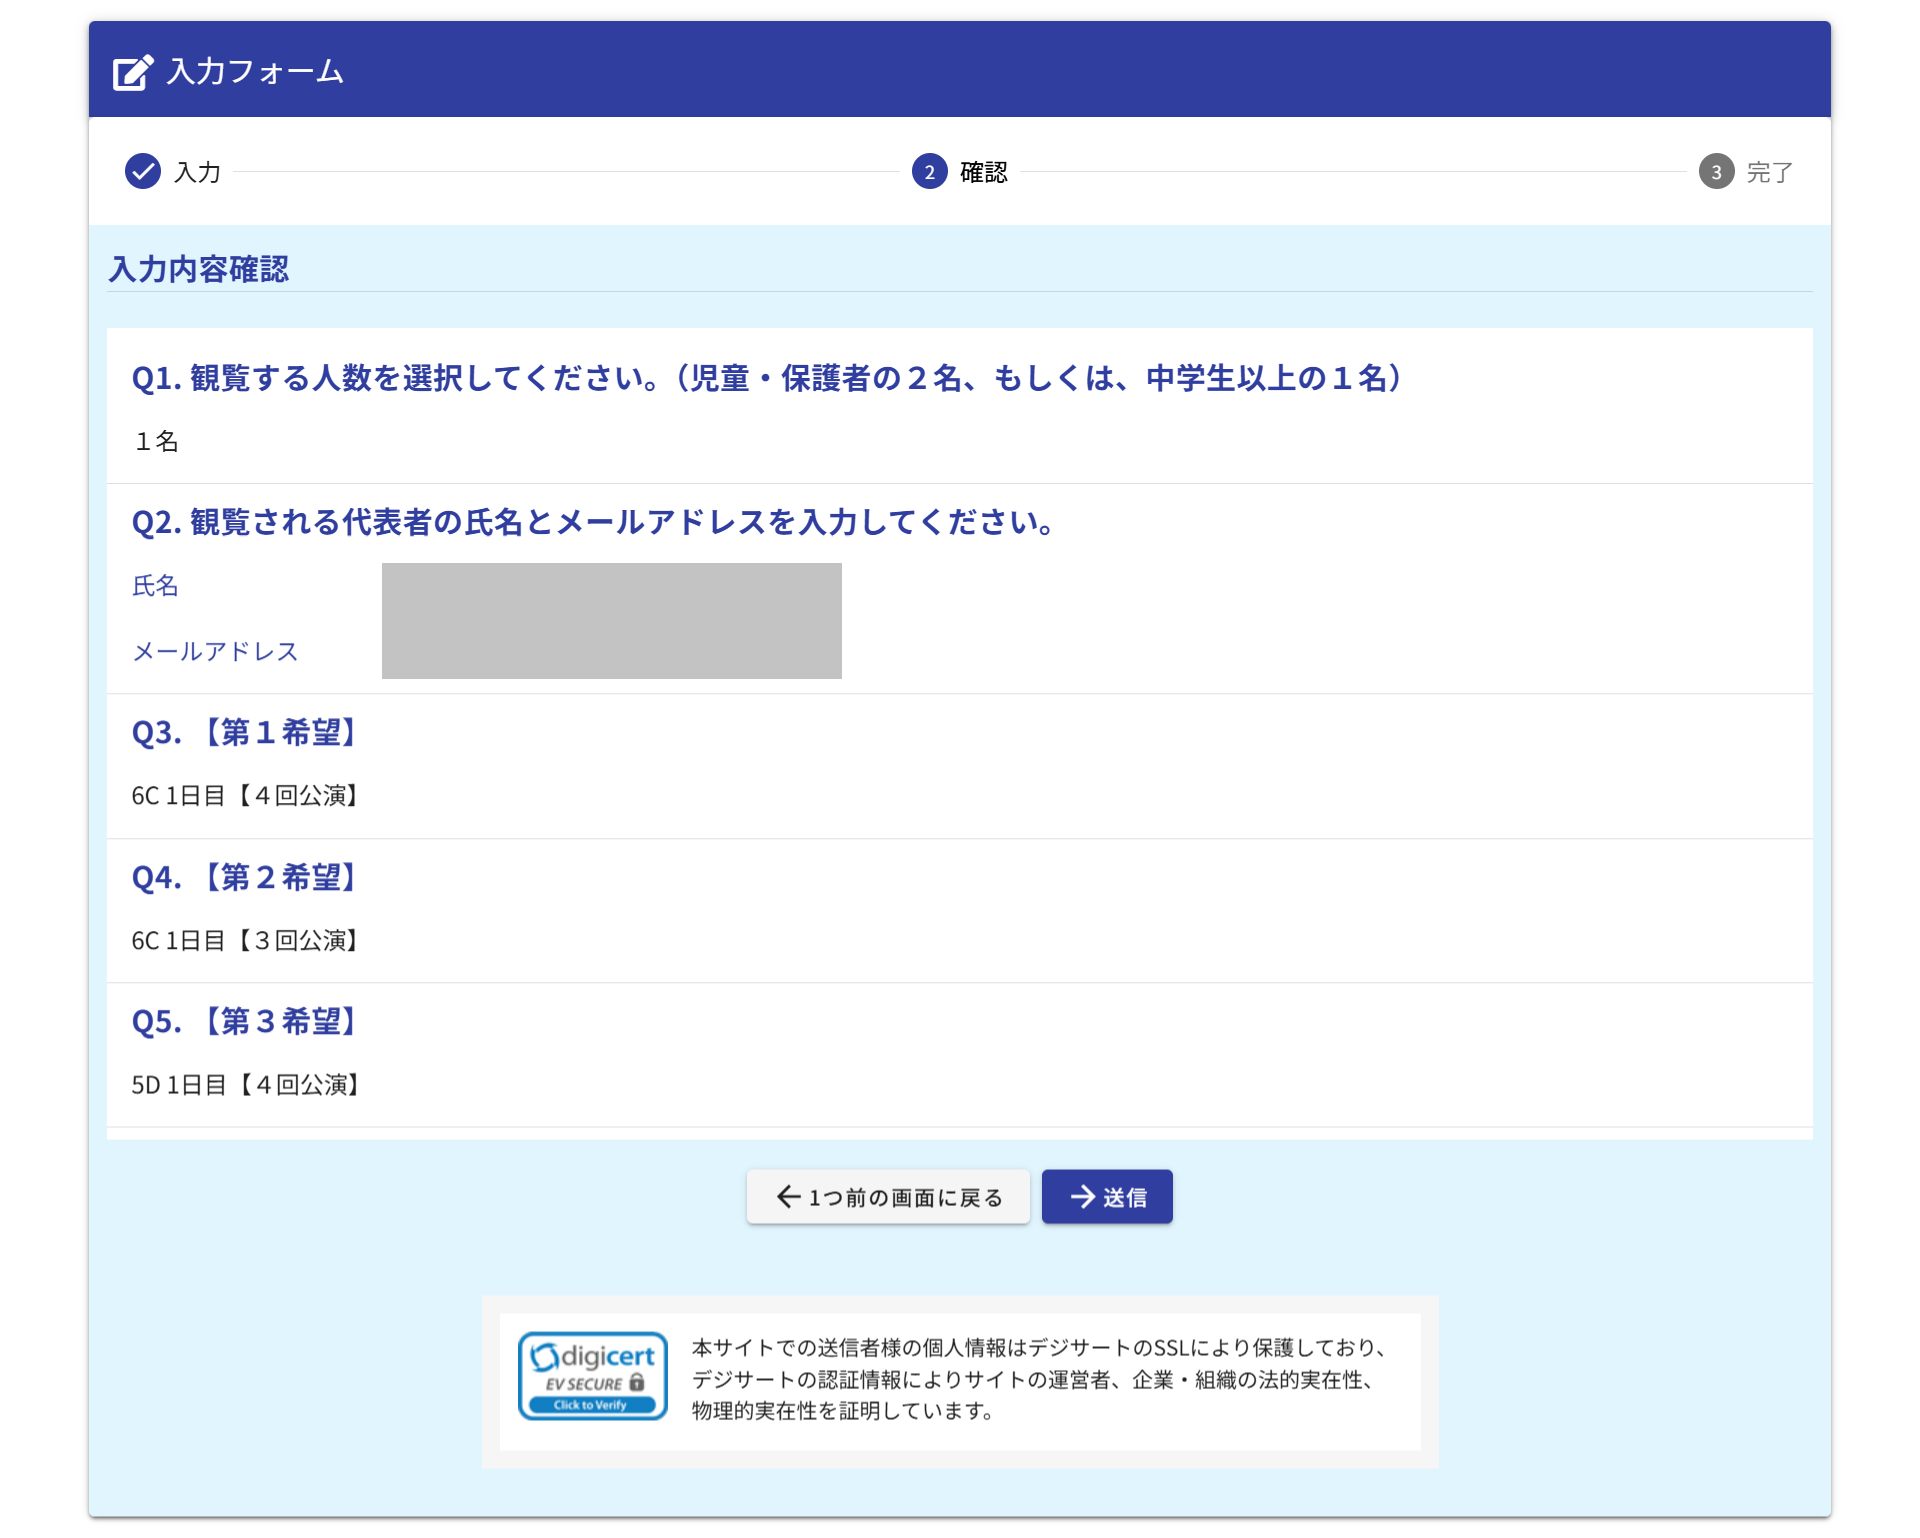 入力フォーム
入力
2 確認
3 完了
入力内容確認
Q1. 観覧する人数を選択してください。（児童・保護者の２名、もしくは、中学生以上の１名）
１名
Q2. 観覧される代表者の氏名とメールアドレスを入力してください。
氏名
メールアドレス
Q3. 【第１希望】
6C 1日目【４回公演】
Q4. 【第２希望】
6C 1日目【３回公演】
Q5. 【第３希望】
5D 1日目【４回公演】
1つ前の画面に戻る
送信
digicert
EV SECURE
Click to Verify
本サイトでの送信者様の個人情報はデジサートのSSLにより保護しており、
デジサートの認証情報によりサイトの運営者、企業・組織の法的実在性、
物理的実在性を証明しています。